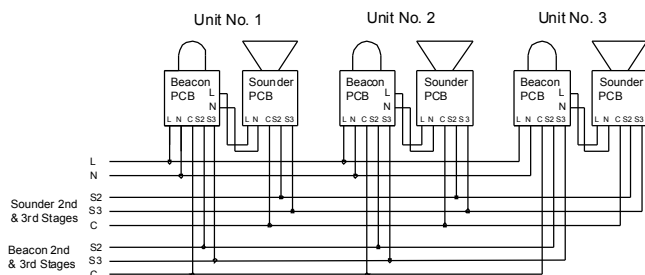 Unit No. 1
Unit No. 2
Unit No. 3
Beacon PCB L N
L N C S2 S3
Sounder PCB
L N C S2 S3
Beacon PCB L N
L N C S2 S3
Sounder PCB
L N C S2 S3
Beacon PCB L N
L N C S2 S3
Sounder PCB
L N C S2 S3
L
N
Sounder 2nd & 3rd Stages
S2
S3
C
Beacon 2nd & 3rd Stages
S2
S3
C